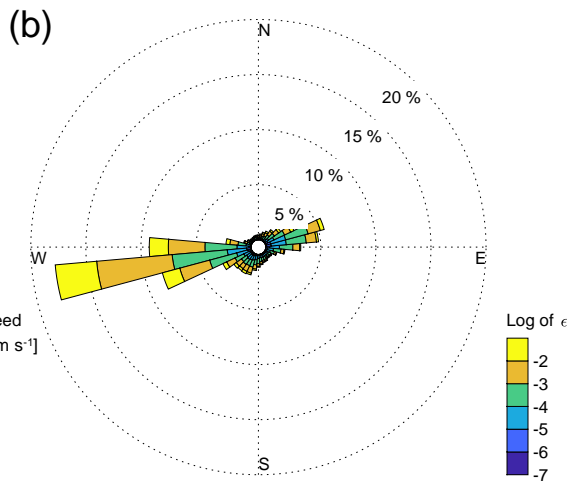 (b)
N
20 %
15 %
10 %
5 %
W
E
eed
m s-1]
S
Log of ϵ
-2
-3
-4
-5
-6
-7